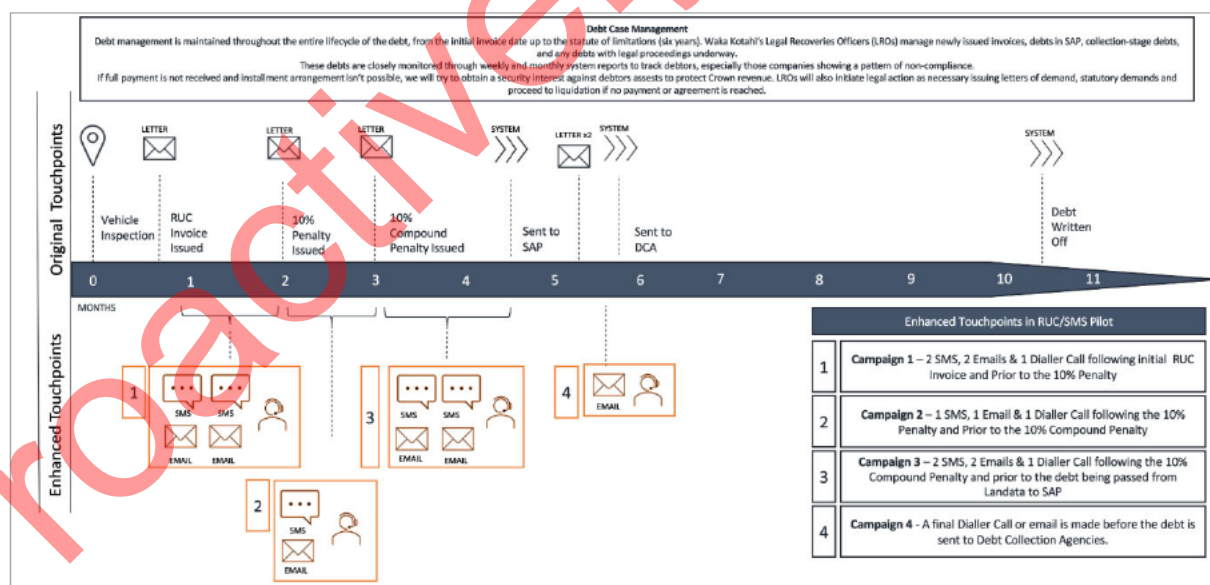 Debt Case Management
Debt management is maintained throughout the entire lifecycle of the debt, from the initial invoice date up to the statute of limitations (six years). Waka Kotahi's Legal Recoveries Officers (LROs) manage newly issued invoices, debts in SAP, collection-stage debts,
and any debts with legal proceedings underway.
These debts are closely monitored through weekly and monthly system reports to track debtors, especially those companies showing a pattern of non-compliance.
If full payment is not received and installment arrangement isn't possible, we will try to obtain a security interest against debtors assests to protect Crown revenue. LROs will also initiate legal action as necessary issuing letters of demand, statutory demands and
proceed to liquidation if no payment or agreement is reached.
Original Touchpoints
LETTER
LETTER
LETTER
SYSTEM
LETTER x2
SYSTEM
SYSTEM
Vehicle
Inspection
RUC
Invoice
Issued
10%
Penalty
Issued
10%
Compound
Penalty Issued
Sent to
SAP
Sent to
DCA
Debt
Written
Off
0 1 2 3 4 5 6 7 8 9 10 11
MONTHS
Enhanced Touchpoints
1
SMS SMS
EMAIL EMAIL
2
SMS
EMAIL
3
SMS SMS
EMAIL EMAIL
4
EMAIL
Enhanced Touchpoints in RUC/SMS Pilot
1
Campaign 1 – 2 SMS, 2 Emails & 1 Dialler Call following initial RUC
Invoice and Prior to the 10% Penalty
2
Campaign 2 – 1 SMS, 1 Email & 1 Dialler Call following the 10%
Penalty and Prior to the 10% Compound Penalty
3
Campaign 3 – 2 SMS, 2 Emails & 1 Dialler Call following the 10%
Compound Penalty and prior to the debt being passed from
Landata to SAP
4
Campaign 4 - A final Dialler Call or email is made before the debt is
sent to Debt Collection Agencies.
roactive